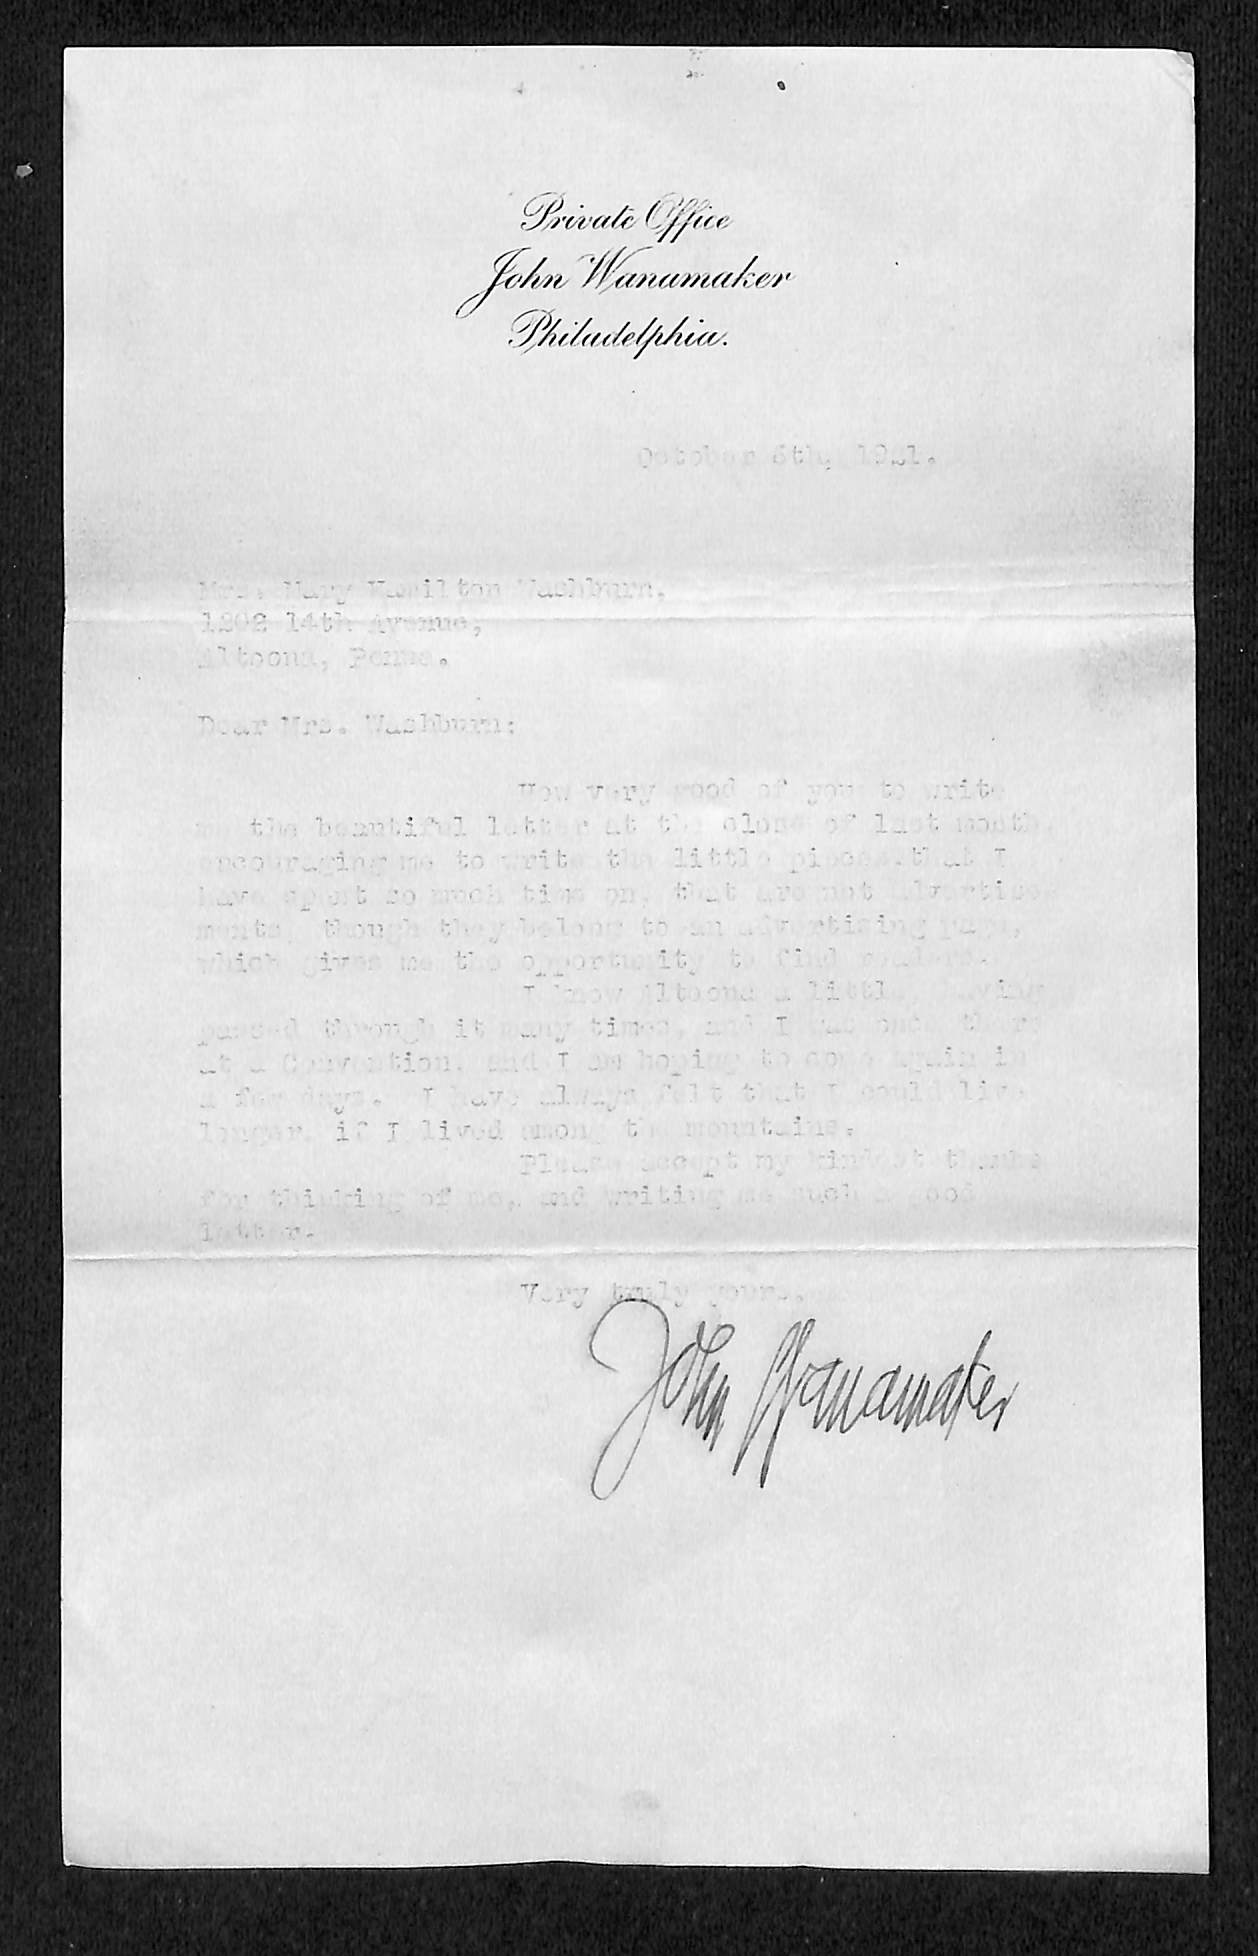 Private Office
John Wanamaker
Philadelphia.
October 6th, 1921.
Mrs. Mary Hamilton Washburn,
1202 14th Avenue,
Altoona, Penna.
Dear Mrs. Washburn:
How very good of you to write
me the beautiful letter at the close of last month,
encouraging me to write the little pieces that I
have spent so much time on, that are not advertise-
ments, though they belong to an advertising page,
which gives me the opportunity to find readers.
I know Altoona a little, having
passed through it many times, and I was once there
at a Convention, and I am hoping to come again in
a few days. I have always felt that I could live
longer if I lived among the mountains.
Please accept my kindest thanks
for thinking of me, and writing me such a good
letter.
Very truly yours,
John Wanamaker